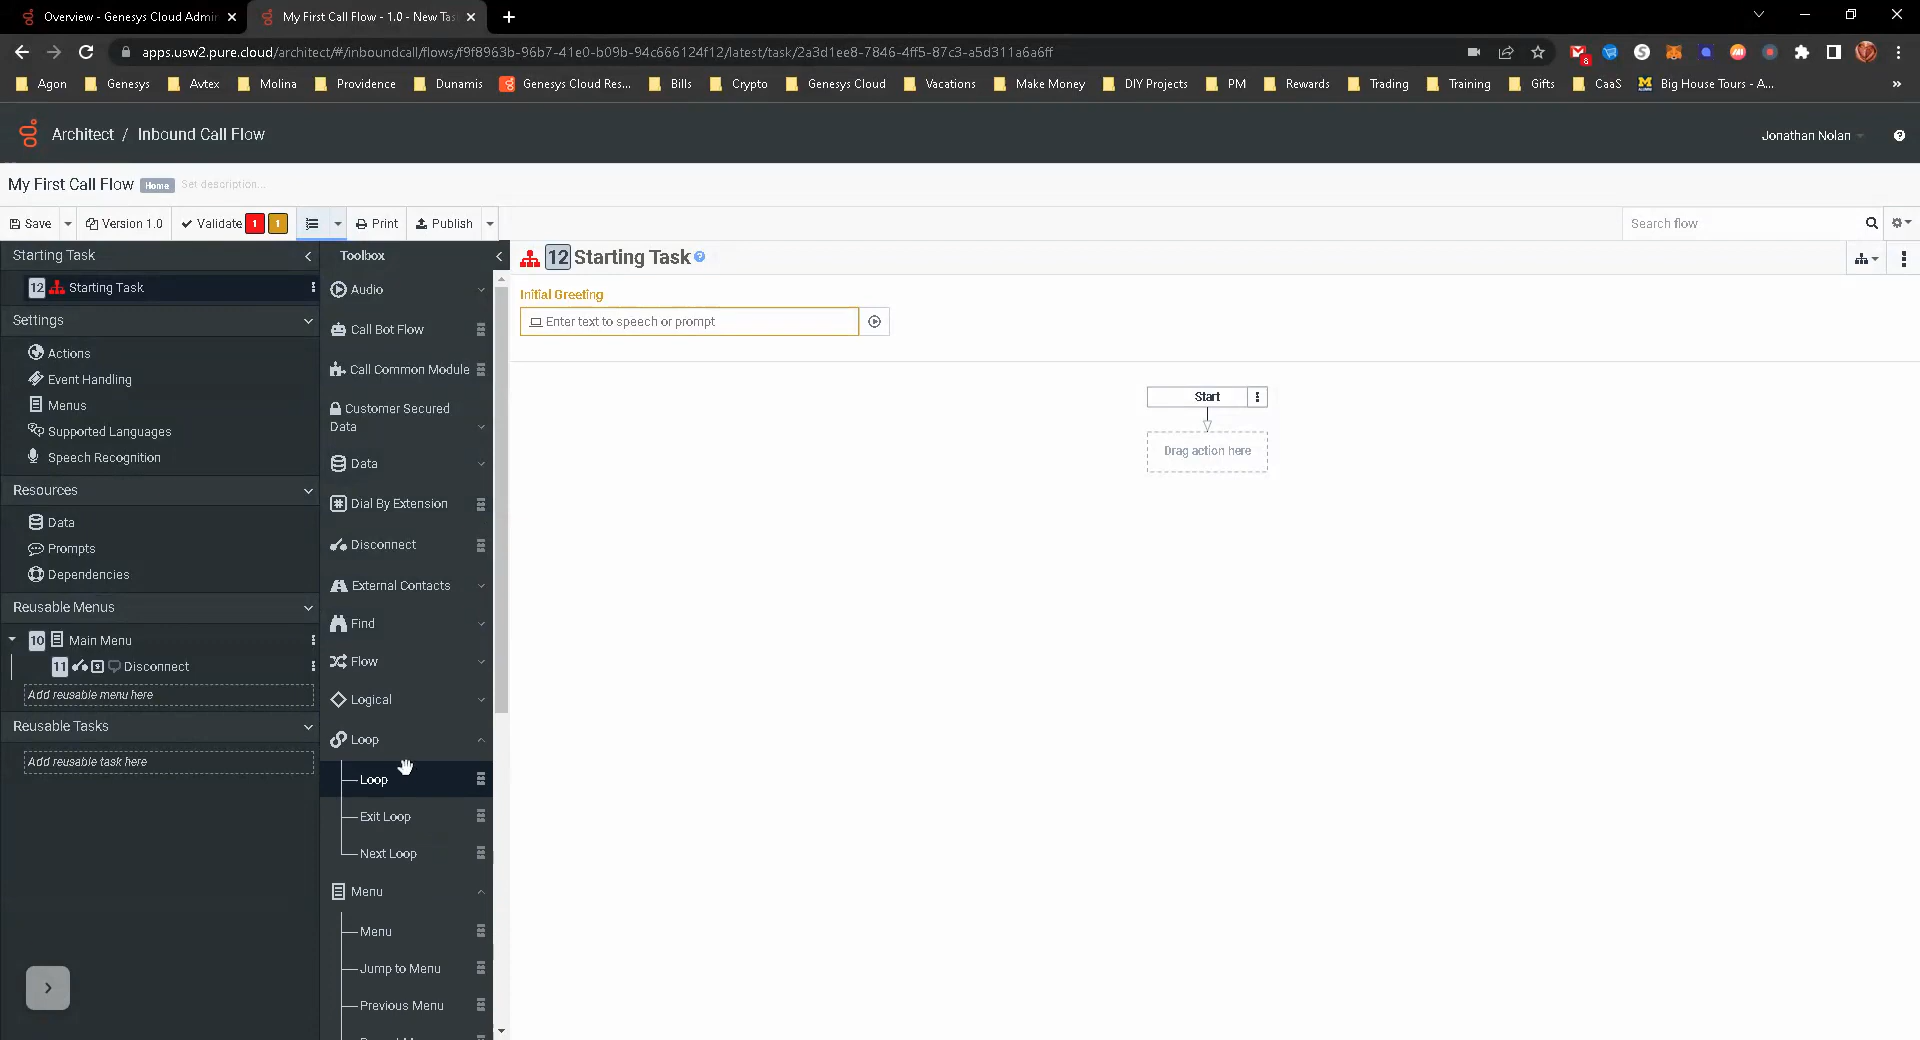 Overview - Genesys Cloud Admin
My First Call Flow - 1.0 - New Tas
apps.usw2.pure.cloud/architect/#/inboundcall/flows/f9f8963b-96b7-41e0-b09b-94c666124f12/latest/task/2a3d1ee8-7846-4ff5-87c3-a5d311a6a6ff
8
Agon
Genesys
Avtex
Molina
Providence
Dunamis
Genesys Cloud Res...
Bills
Crypto
Genesys Cloud
Vacations
Make Money
DIY Projects
PM
Rewards
Trading
Training
Gifts
CaaS
Big House Tours - A...
Architect / Inbound Call Flow
Jonathan Nolan
My First Call Flow Home Set description...
Save
Version 1.0
Validate 1 1
Print
Publish
Search flow
Starting Task
12 Starting Task
Settings
Actions
Event Handling
Menus
Supported Languages
Speech Recognition
Resources
Data
Prompts
Dependencies
Reusable Menus
10 Main Menu
11 9 Disconnect
Add reusable menu here
Reusable Tasks
Add reusable task here
Toolbox
Audio
Call Bot Flow
Call Common Module
Customer Secured
Data
Data
Dial By Extension
Disconnect
External Contacts
Find
Flow
Logical
Loop
Loop
Exit Loop
Next Loop
Menu
Menu
Jump to Menu
Previous Menu
12 Starting Task
Initial Greeting
Enter text to speech or prompt
Start
Drag action here